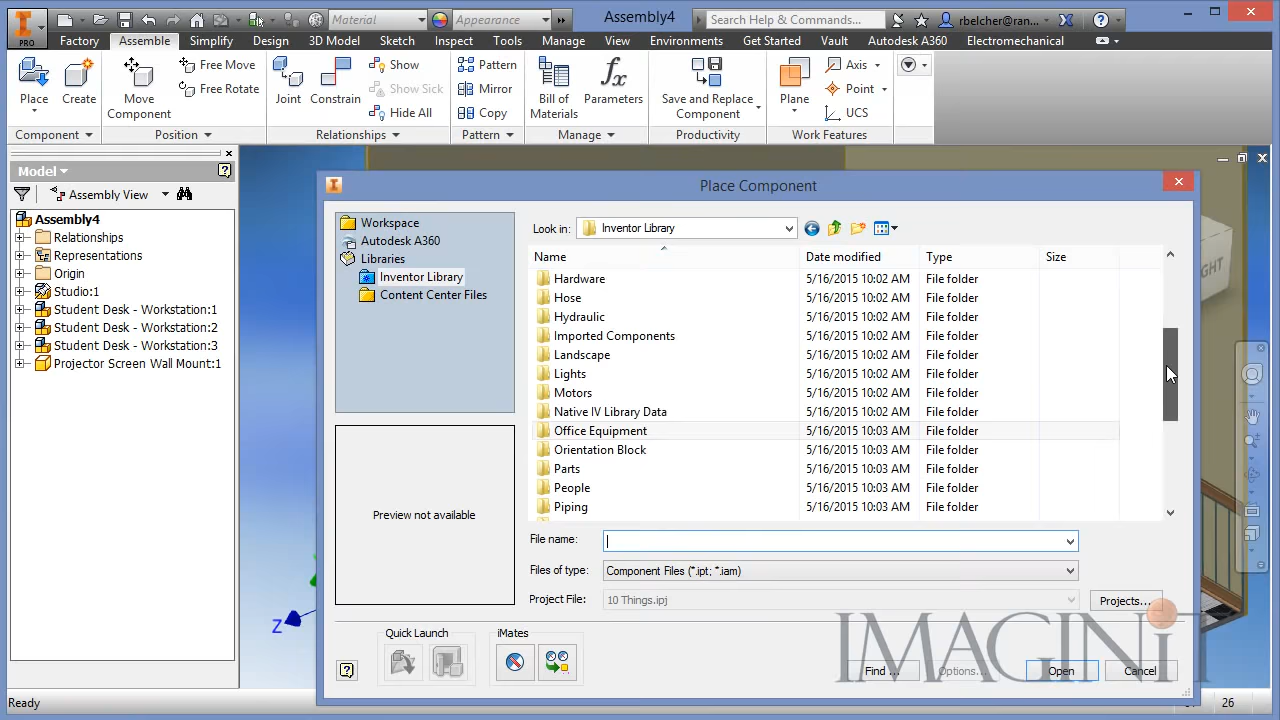 Material
Appearance
Assembly4
Search Help & Commands...
rbelcher@ran...
PRO
Factory
Assemble
Simplify
Design
3D Model
Sketch
Inspect
Tools
Manage
View
Environments
Get Started
Vault
Autodesk A360
Electromechanical
Place
Create
Move
Component
Free Move
Free Rotate
Joint
Constrain
Show
Show Sick
Hide All
Pattern
Mirror
Copy
Bill of
Materials
Parameters
Save and Replace
Component
Plane
Axis
Point
UCS
Component
Position
Relationships
Pattern
Manage
Productivity
Work Features
Model
Assembly View
Assembly4
Relationships
Representations
Origin
Studio:1
Student Desk - Workstation:1
Student Desk - Workstation:2
Student Desk - Workstation:3
Projector Screen Wall Mount:1
Place Component
Workspace
Autodesk A360
Libraries
Inventor Library
Content Center Files
Preview not available
Look in: Inventor Library
Name Date modified Type Size
Hardware 5/16/2015 10:02 AM File folder
Hose 5/16/2015 10:02 AM File folder
Hydraulic 5/16/2015 10:02 AM File folder
Imported Components 5/16/2015 10:02 AM File folder
Landscape 5/16/2015 10:02 AM File folder
Lights 5/16/2015 10:02 AM File folder
Motors 5/16/2015 10:02 AM File folder
Native IV Library Data 5/16/2015 10:02 AM File folder
Office Equipment 5/16/2015 10:03 AM File folder
Orientation Block 5/16/2015 10:03 AM File folder
Parts 5/16/2015 10:03 AM File folder
People 5/16/2015 10:03 AM File folder
Piping 5/16/2015 10:03 AM File folder
File name:
Files of type: Component Files (*.ipt; *.iam)
Project File: 10 Things.ipj
Projects...
Quick Launch
iMates
Find ...
Options...
Open
Cancel
IMAGINiT
Z
Ready
26